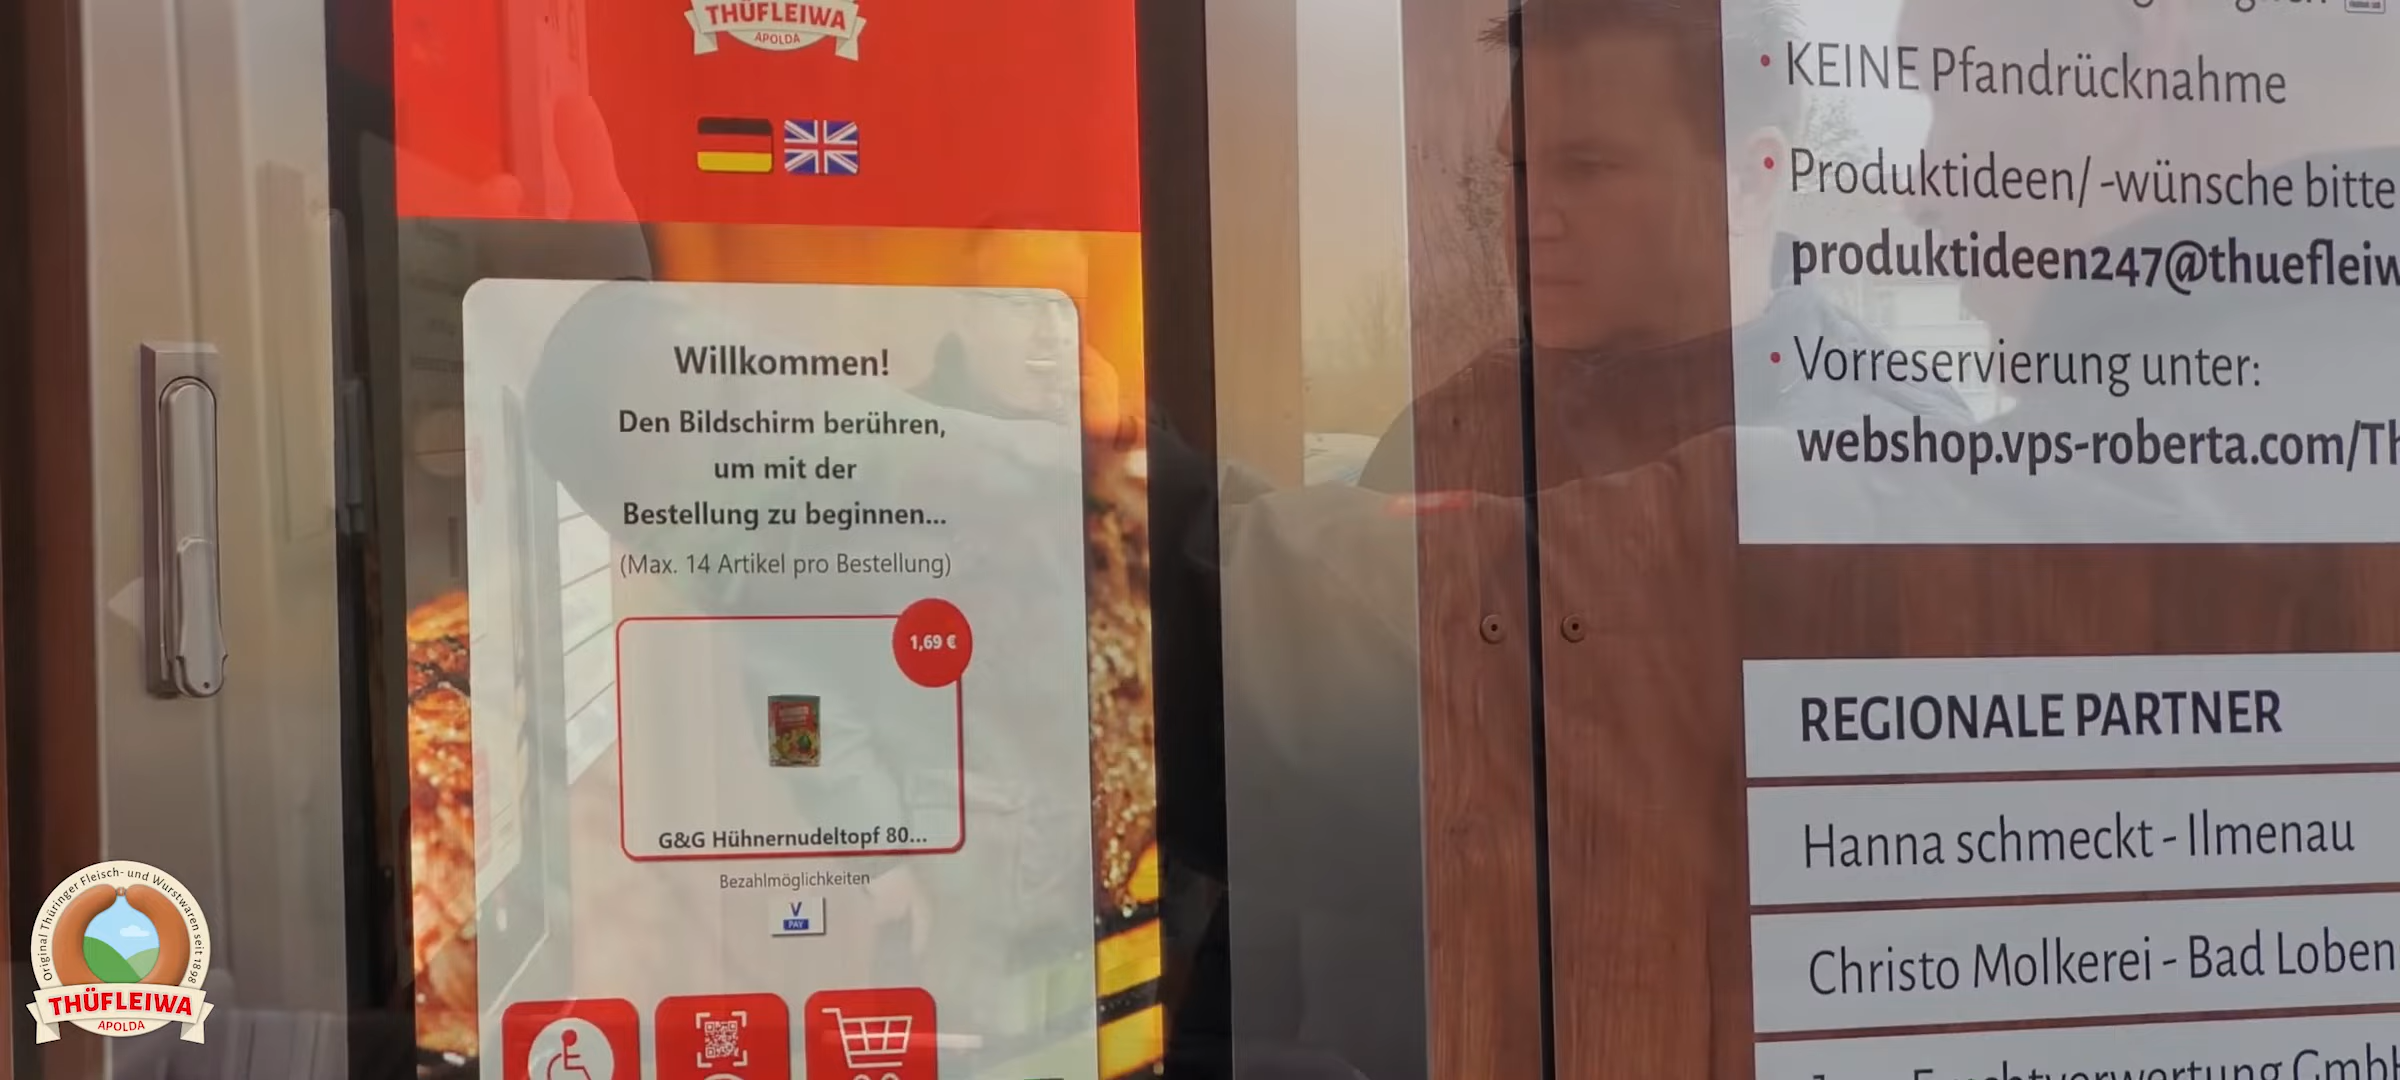 THÜFLEIWA
APOLDA
Willkommen!
Den Bildschirm berühren,
um mit der
Bestellung zu beginnen...
(Max. 14 Artikel pro Bestellung)
1,69 €
G&G Hühnernudeltopf 80...
Bezahlmöglichkeiten
V
PAY
• KEINE Pfandrücknahme
• Produktideen/ -wünsche bitte
produktideen247@thuefleiw
• Vorreservierung unter:
webshop.vps-roberta.com/Th
REGIONALE PARTNER
Hanna schmeckt - Ilmenau
Christo Molkerei - Bad Loben
Original Thüringer Fleisch- und Wurstwaren seit 1898
THÜFLEIWA
APOLDA